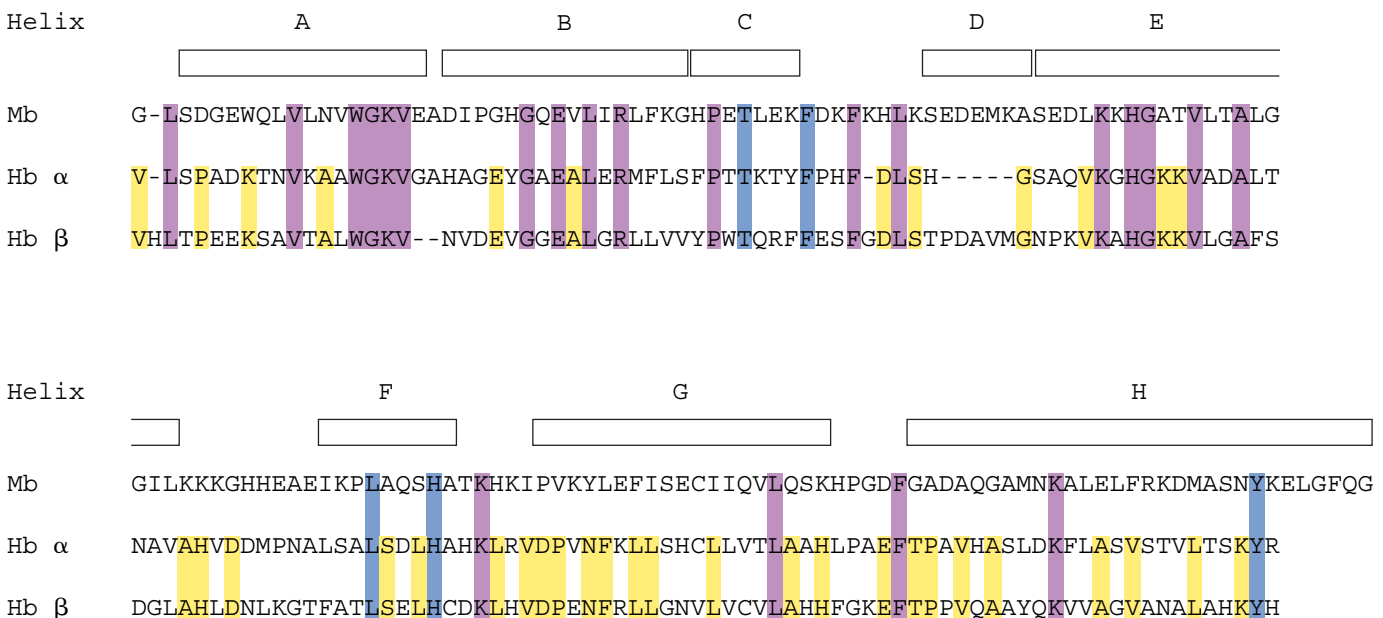 Helix A B C D E
Mb G-LSDGEWQLVLNVWGKVEADIPGHGQEVLIRLFKGHPETLEKFDKFKHLKSEDEMKASEDLKKHGATVLTALG
Hb α V-LSPADKTNVKAAWGKVGAHAGEYGAEALERMFLSFPTTKTYFPHF-DLSH-----GSAQVKGHGKKVADALT
Hb β VHLTPEEKSAVTALWGKV--NVDEVGGEALGRLLVVYPWTQRFFESFGDLSTPDAVMGNPKVKAHGKKVLGAFS
Helix F G H
Mb GILKKKGHHEAEIKPLAQSHATKHKIPVKYLEFISECIIQVLQSKHPGDFGADAQGAMNKALELFRKDMASNYKELGFQG
Hb α NAVAHVDDMPNALSALSDLHAHKLRVDPVNFKLLSHCLLVTLAAHLPAEFTPAVHASLDKFLASVSTVLTSKYR
Hb β DGLAHLDNLKGTFATLSELHCDKLHVDPENFRLLGNVLVCVLAHHFGKEFTPPVQAAYQKVVAGVANALAHKYH